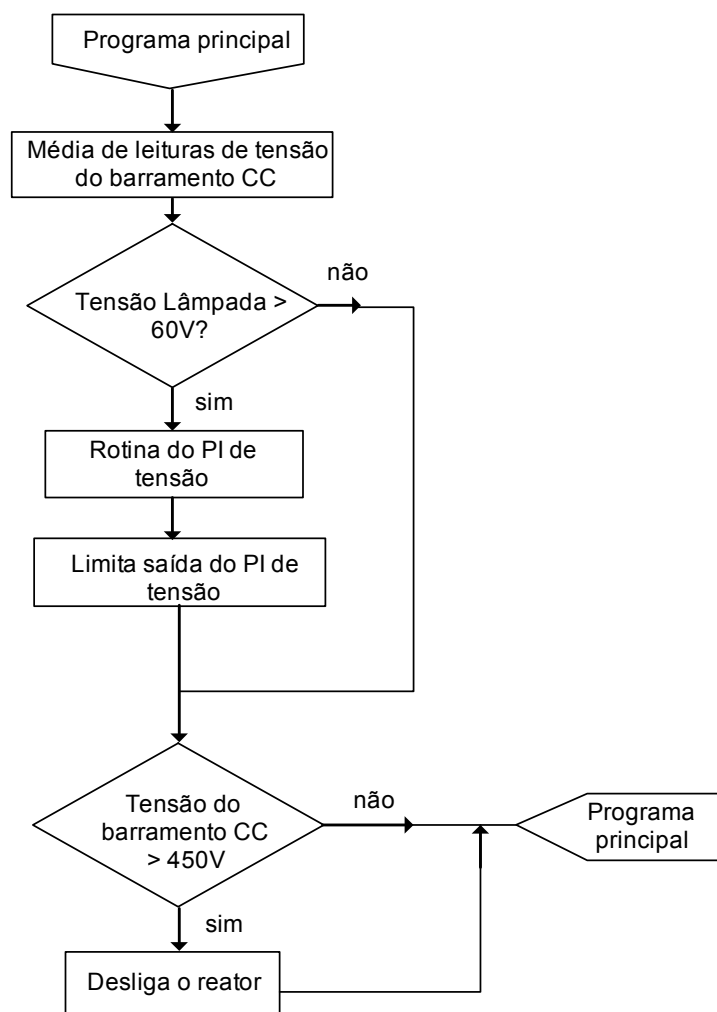 Programa principal
Média de leituras de tensão
do barramento CC
não
Tensão Lâmpada >
60V?
sim
Rotina do PI de
tensão
Limita saída do PI de
tensão
Tensão do
barramento CC
> 450V
não
Programa
principal
sim
Desliga o reator